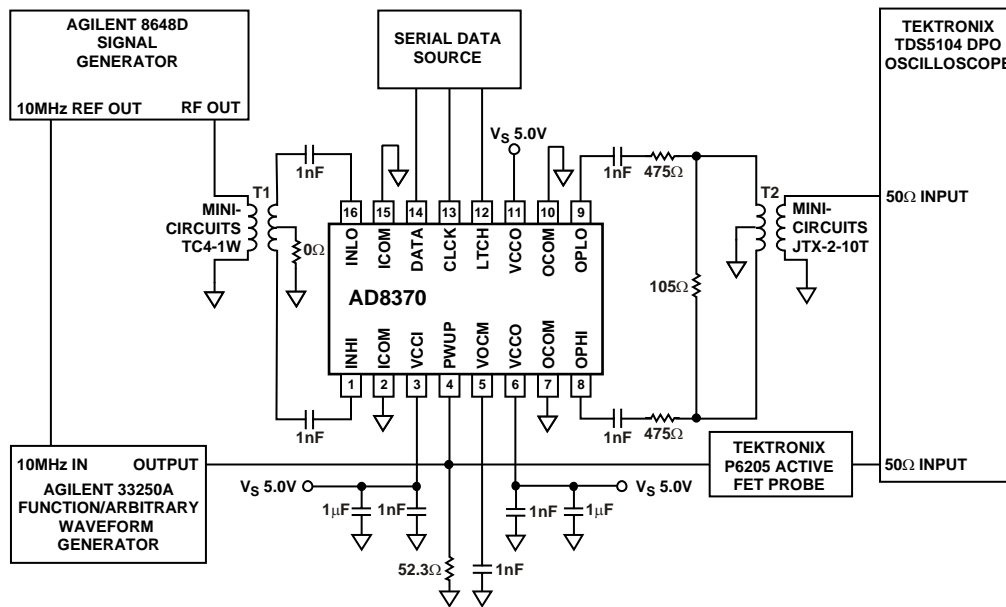 AGILENT 8648D
SIGNAL
GENERATOR
10MHz REF OUT
RF OUT
SERIAL DATA
SOURCE
TEKTRONIX
TDS5104 DPO
OSCILLOSCOPE
VS 5.0V
1nF
1nF
475Ω
T1
T2
MINI-
CIRCUITS
TC4-1W
0Ω
16
15
14
13
12
11
10
9
INLO
ICOM
DATA
CLCK
LTCH
VCCO
OCOM
OPLO
MINI-
CIRCUITS
JTX-2-10T
50Ω INPUT
105Ω
AD8370
INHI
ICOM
VCCI
PWUP
VOCM
VCCO
OCOM
OPHI
1
2
3
4
5
6
7
8
1nF
1nF
475Ω
10MHz IN
OUTPUT
AGILENT 33250A
FUNCTION/ARBITRARY
WAVEFORM
GENERATOR
TEKTRONIX
P6205 ACTIVE
FET PROBE
50Ω INPUT
VS 5.0V
VS 5.0V
1µF
1nF
1nF
1µF
52.3Ω
1nF